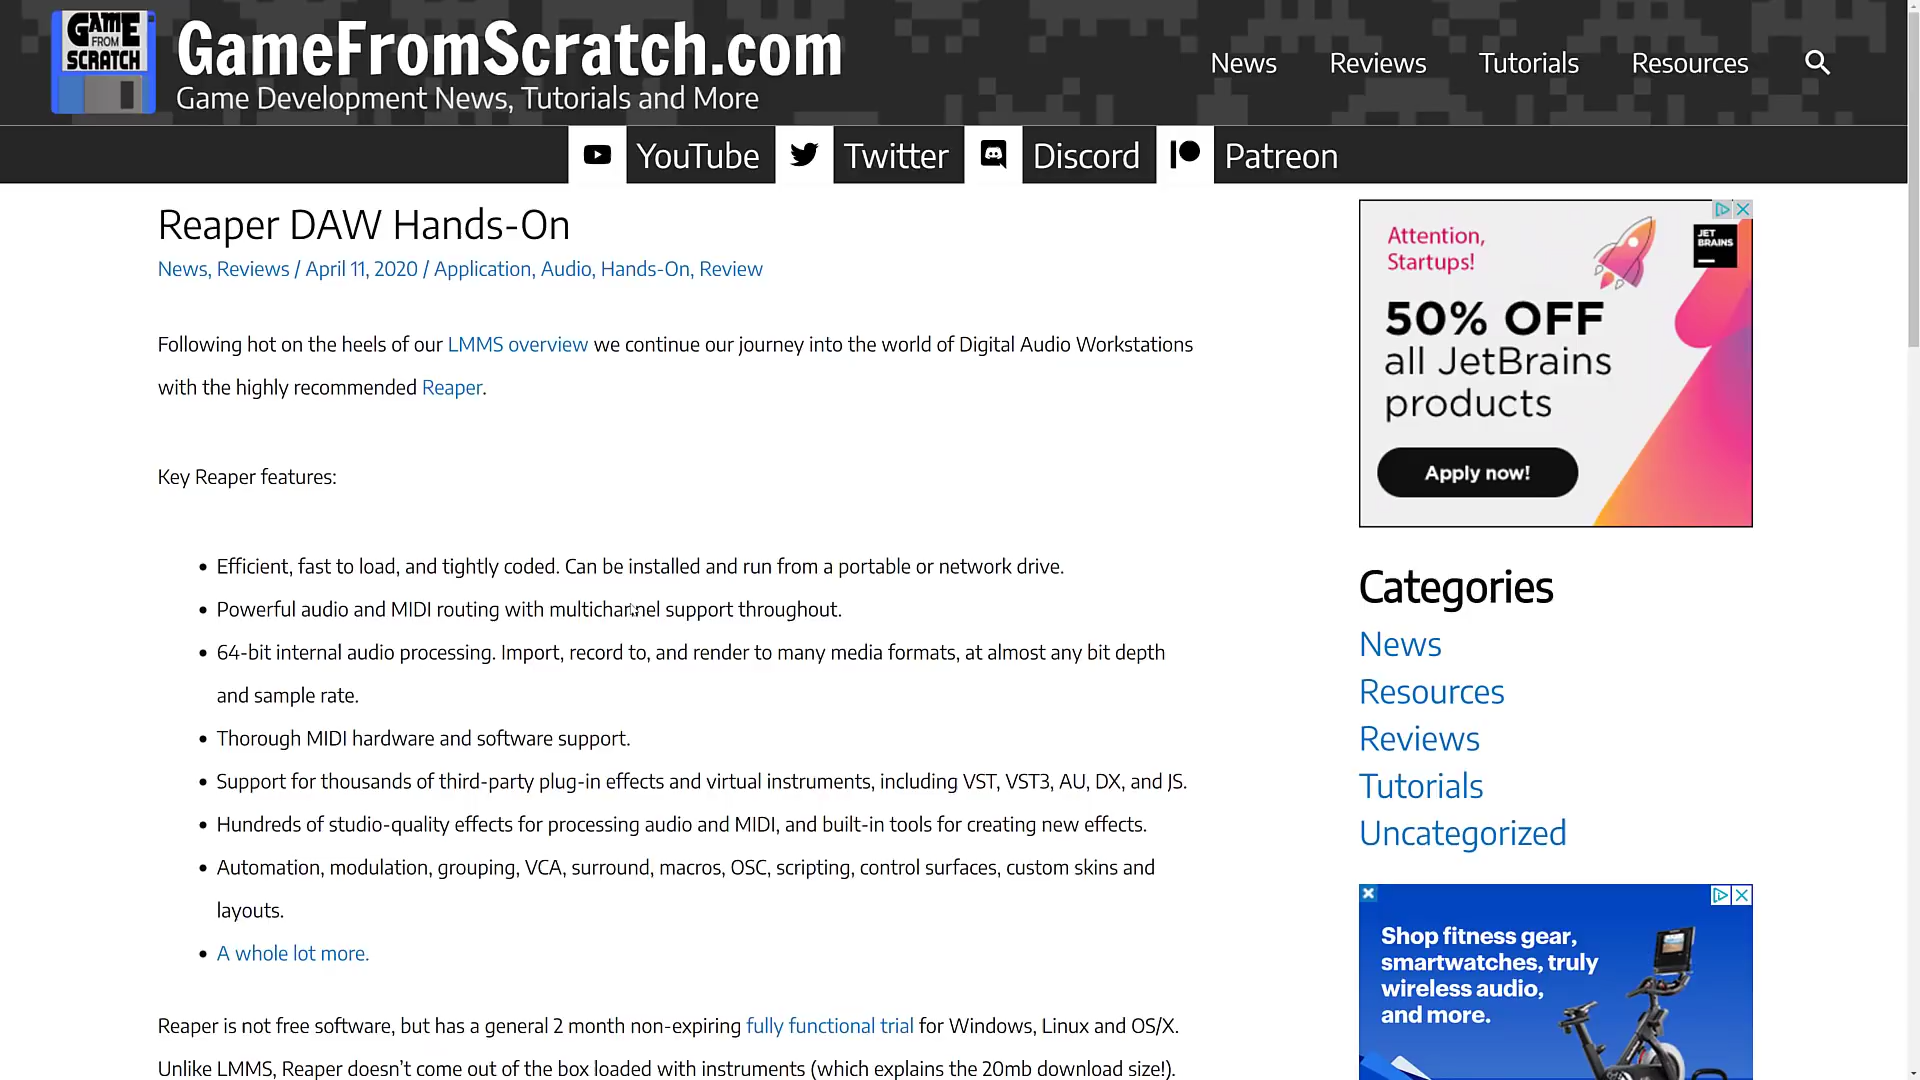 GAME
FROM
SCRATCH
GameFromScratch.com
Game Development News, Tutorials and More
News
Reviews
Tutorials
Resources
YouTube
Twitter
Discord
Patreon
Reaper DAW Hands-On
News, Reviews / April 11, 2020 / Application, Audio, Hands-On, Review
Following hot on the heels of our LMMS overview we continue our journey into the world of Digital Audio Workstations
with the highly recommended Reaper.
Key Reaper features:
• Efficient, fast to load, and tightly coded. Can be installed and run from a portable or network drive.
• Powerful audio and MIDI routing with multichannel support throughout.
• 64-bit internal audio processing. Import, record to, and render to many media formats, at almost any bit depth
and sample rate.
• Thorough MIDI hardware and software support.
• Support for thousands of third-party plug-in effects and virtual instruments, including VST, VST3, AU, DX, and JS.
• Hundreds of studio-quality effects for processing audio and MIDI, and built-in tools for creating new effects.
• Automation, modulation, grouping, VCA, surround, macros, OSC, scripting, control surfaces, custom skins and
layouts.
• A whole lot more.
Reaper is not free software, but has a general 2 month non-expiring fully functional trial for Windows, Linux and OS/X.
Unlike LMMS, Reaper doesn't come out of the box loaded with instruments (which explains the 20mb download size!).
Attention,
Startups!
JET
BRAINS
50% OFF
all JetBrains
products
Apply now!
Categories
News
Resources
Reviews
Tutorials
Uncategorized
Shop fitness gear,
smartwatches, truly
wireless audio,
and more.